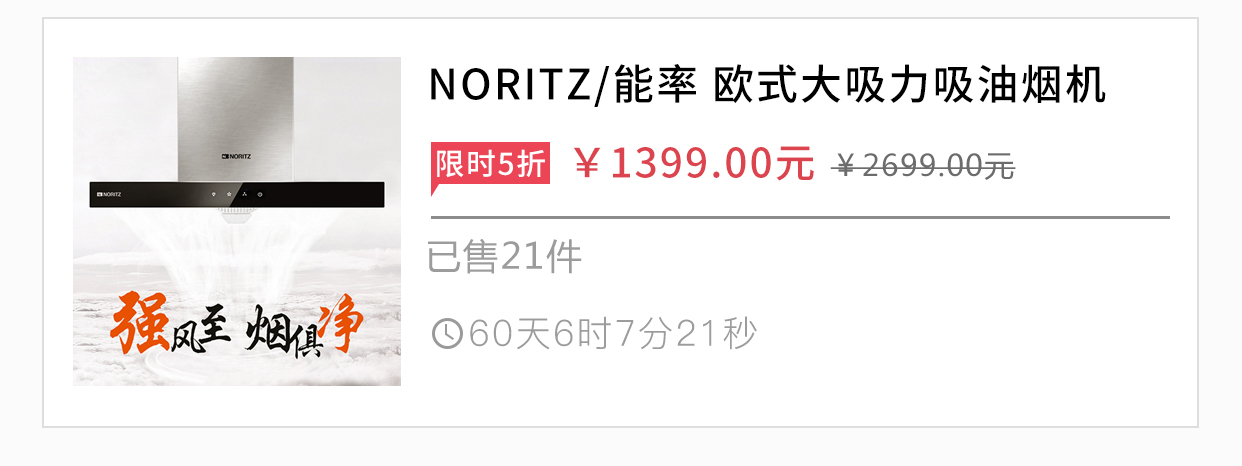 NORITZ/能率 欧式大吸力吸油烟机
限时5折 ￥1399.00元 ￥2699.00元
已售21件
60天6时7分21秒
NORITZ
NORITZ
强风至 烟俱净